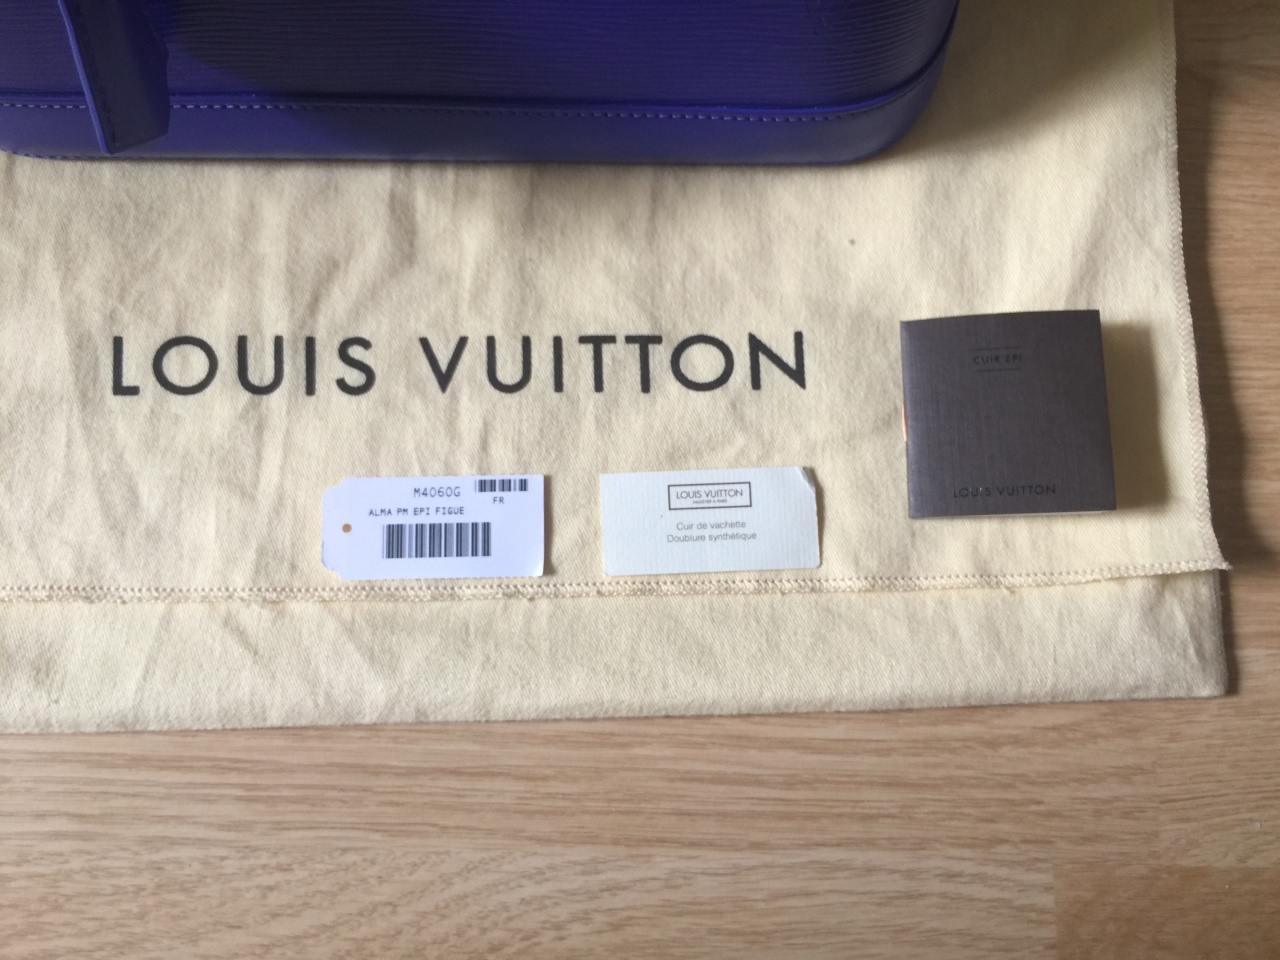 LOUIS VUITTON
M4060G
FR
ALMA PM EPI FIGUE
LOUIS VUITTON
Cuir de vachette
Doublure synthétique
CUIR EPI
LOUIS VUITTON